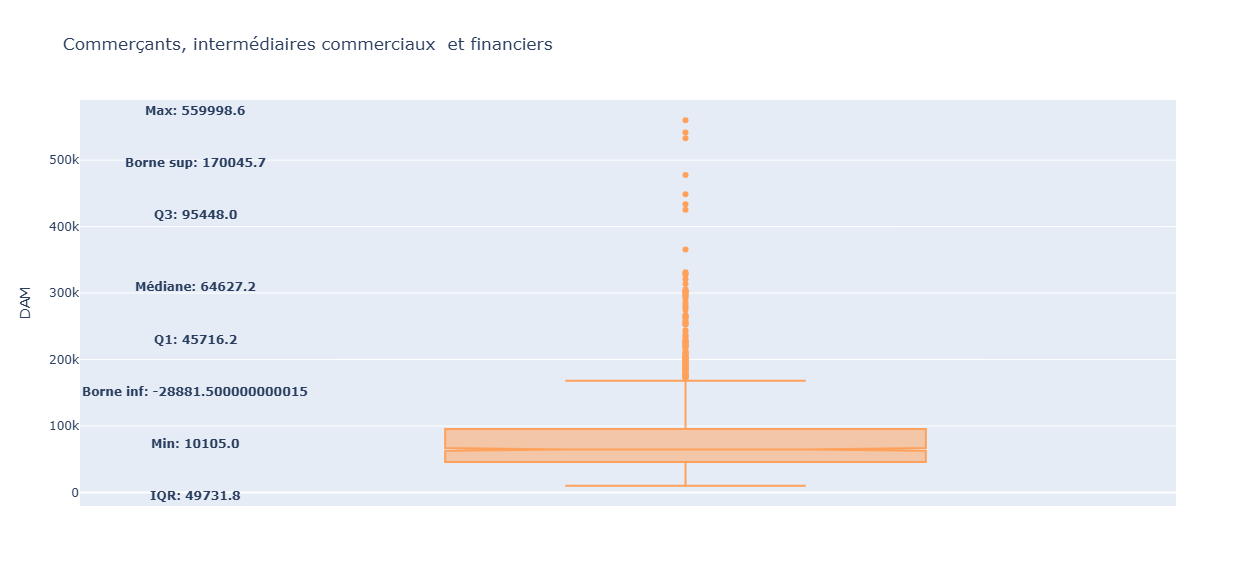 Commerçants, intermédiaires commerciaux  et financiers
Max: 559998.6
Borne sup: 170045.7
500k
Q3: 95448.0
400k
Médiane: 64627.2
300k
DAM
Q1: 45716.2
200k
Borne inf: -28881.500000000015
100k
Min: 10105.0
IQR: 49731.8
0